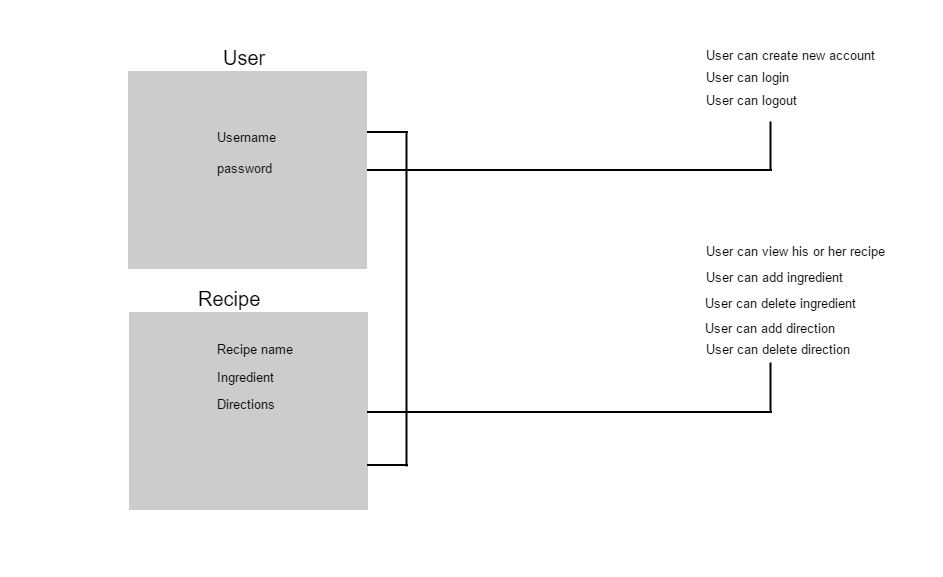 User
Username
password
User can create new account
User can login
User can logout
Recipe
Recipe name
Ingredient
Directions
User can view his or her recipe
User can add ingredient
User can delete ingredient
User can add direction
User can delete direction